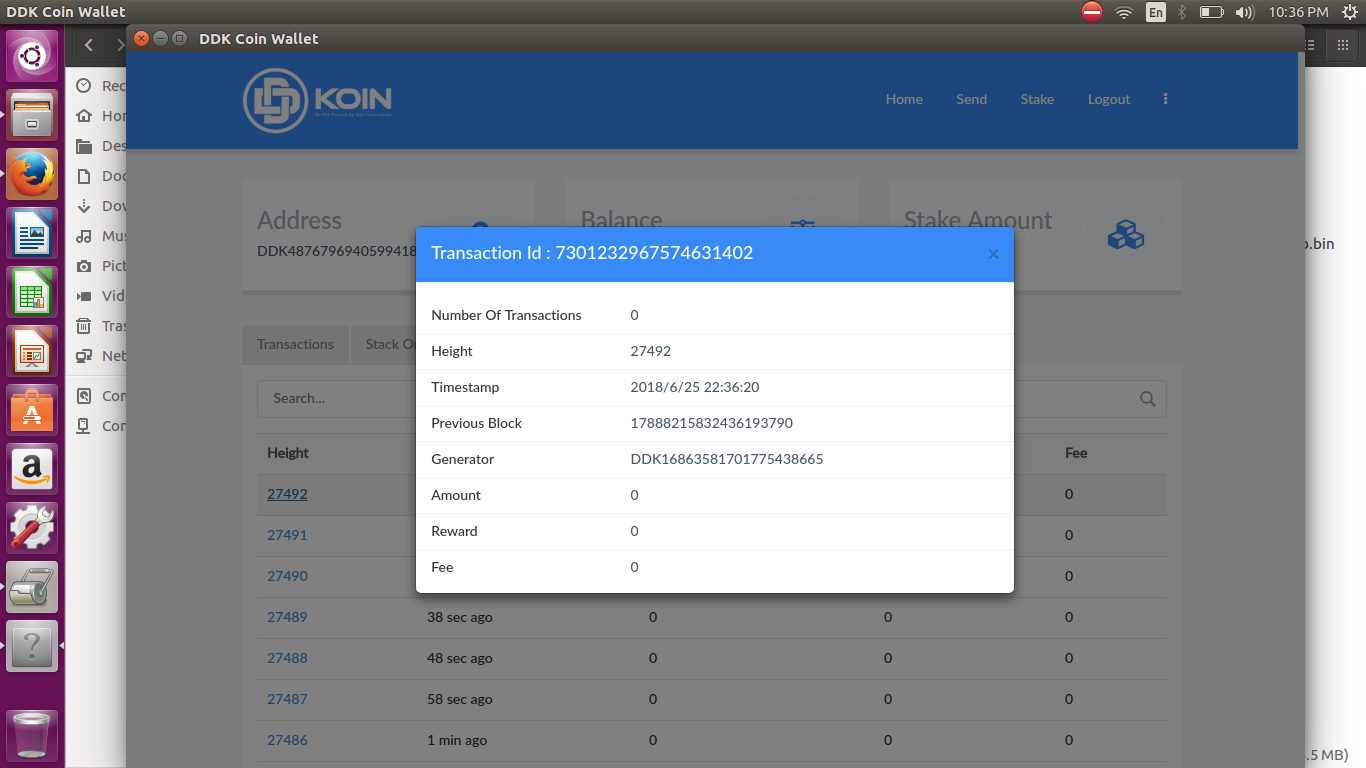 DDK Coin Wallet
En
10:36 PM
DDK Coin Wallet
DDK KOIN
Home
Send
Stake
Logout
Rec
Hor
Des
Doc
Dov
Mus
Pict
Vide
Tras
Net
Con
Con
Address
DDK4876796940599418
Balance
Stake Amount
Transaction Id : 7301232967574631402
×
Number Of Transactions 0
Height 27492
Timestamp 2018/6/25 22:36:20
Previous Block 17888215832436193790
Generator DDK16863581701775438665
Amount 0
Reward 0
Fee 0
Transactions
Stack O
Search...
Height Fee
27492 0
27491 0
27490 0
27489 38 sec ago 0 0 0
27488 48 sec ago 0 0 0
27487 58 sec ago 0 0 0
27486 1 min ago 0 0 0
.bin
.5 MB)